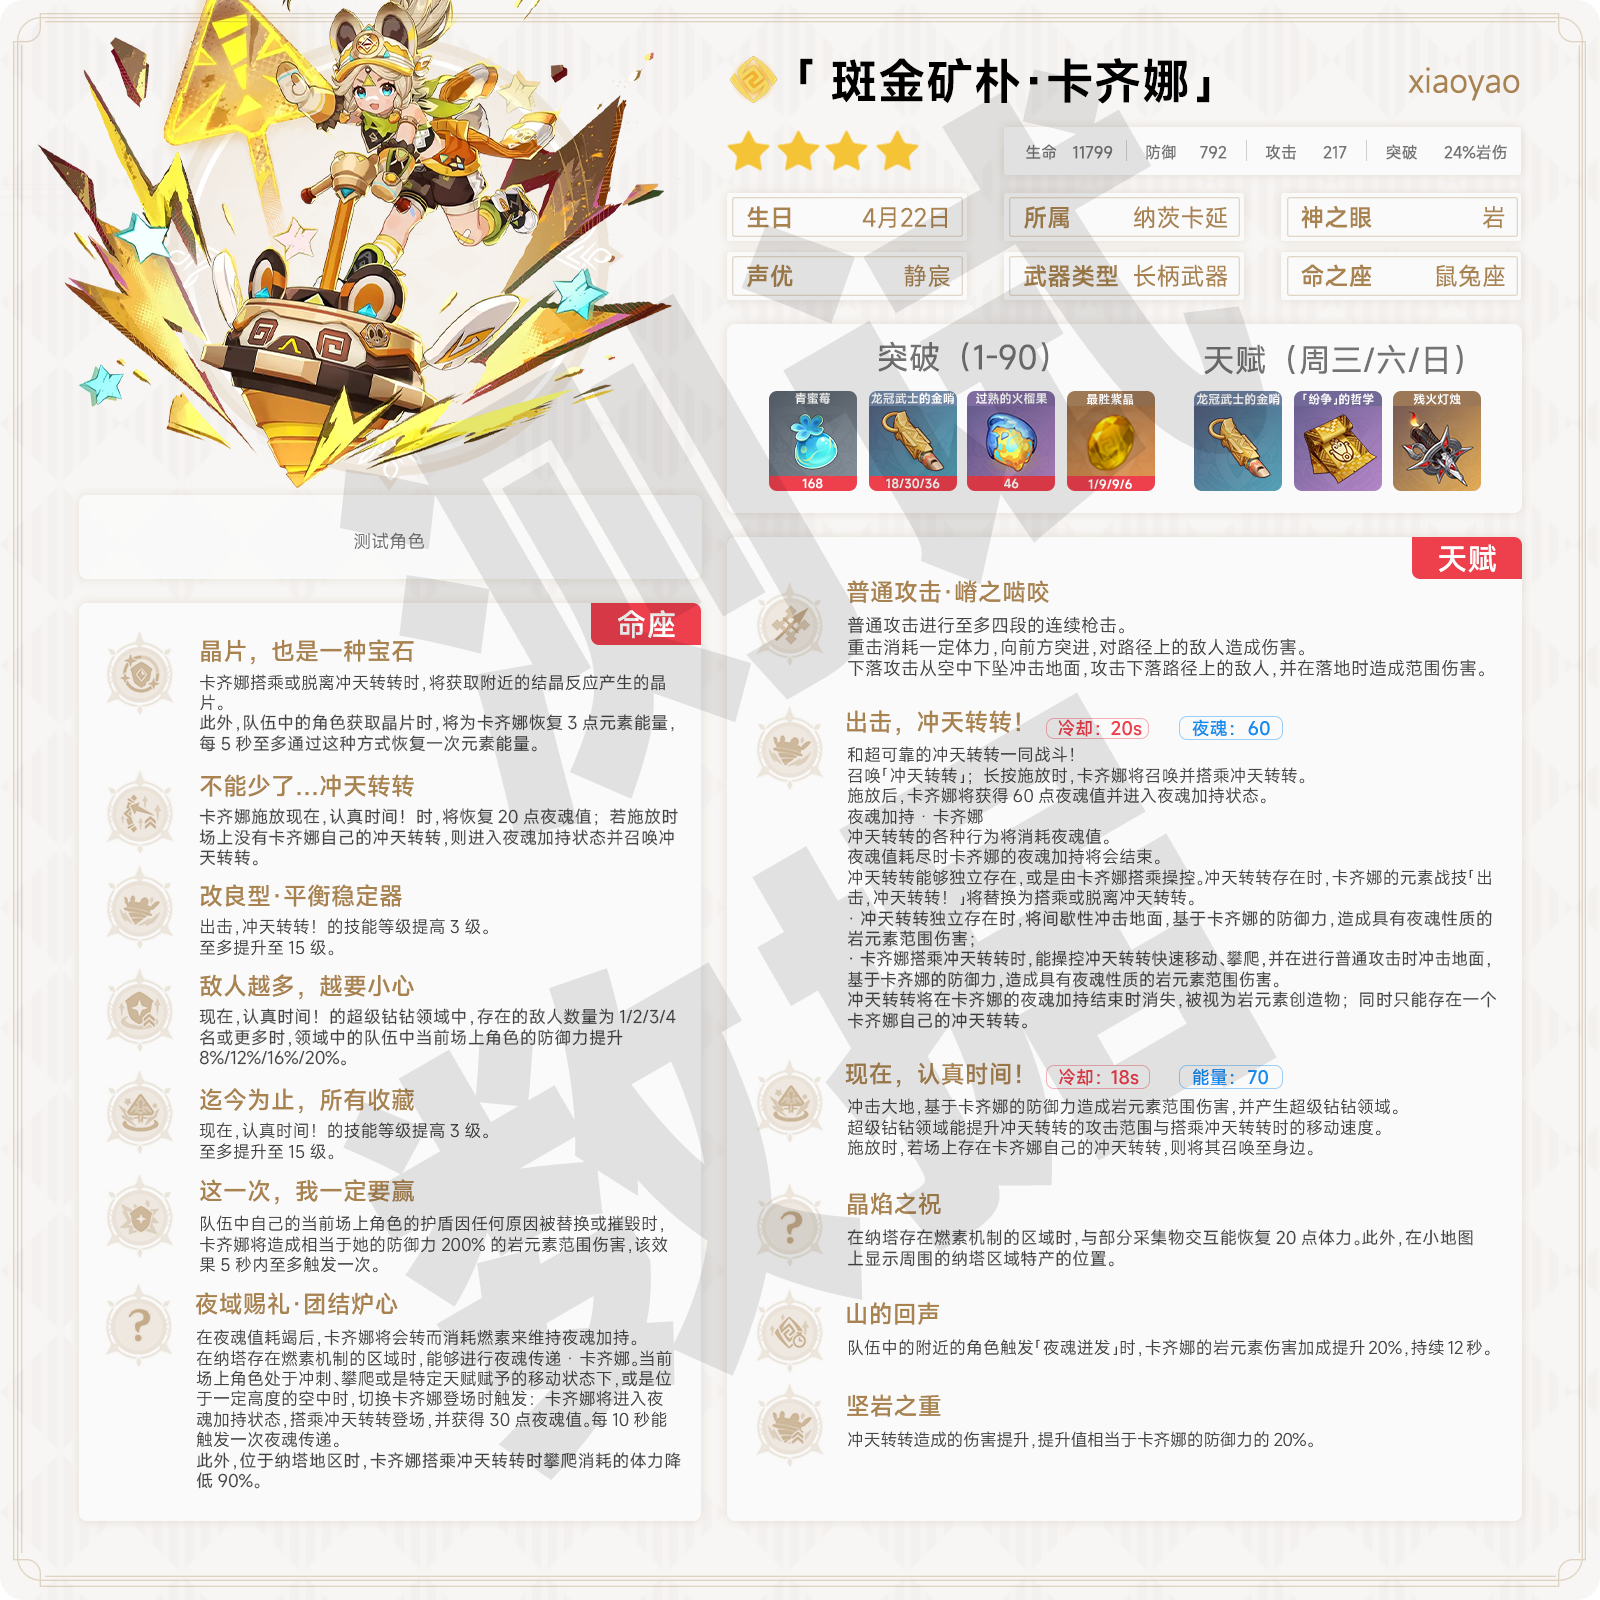 「 斑金矿朴·卡齐娜」
xiaoyao
生命 11799 防御 792 攻击 217 突破 24%岩伤
生日 4月22日
所属 纳茨卡延
神之眼 岩
声优 静宸
武器类型 长柄武器
命之座 鼠兔座
突破（1-90）
天赋（周三/六/日）
青蜜莓
龙冠武士的金哨
过熟的火榴果
最胜紫晶
龙冠武士的金哨
「纷争」的哲学
残火灯烛
168
18/30/36
46
1/9/9/6
测试角色
测试
数据
命座
晶片，也是一种宝石
卡齐娜搭乘或脱离冲天转转时,将获取附近的结晶反应产生的晶
片。
此外,队伍中的角色获取晶片时,将为卡齐娜恢复 3 点元素能量,
每 5 秒至多通过这种方式恢复一次元素能量。
不能少了...冲天转转
卡齐娜施放现在,认真时间！时,将恢复 20 点夜魂值；若施放时
场上没有卡齐娜自己的冲天转转,则进入夜魂加持状态并召唤冲
天转转。
改良型·平衡稳定器
出击,冲天转转！的技能等级提高 3 级。
至多提升至 15 级。
敌人越多，越要小心
现在,认真时间！的超级钻钻领域中,存在的敌人数量为 1/2/3/4
名或更多时,领域中的队伍中当前场上角色的防御力提升
8%/12%/16%/20%。
迄今为止，所有收藏
现在,认真时间！的技能等级提高 3 级。
至多提升至 15 级。
这一次，我一定要赢
队伍中自己的当前场上角色的护盾因任何原因被替换或摧毁时,
卡齐娜将造成相当于她的防御力 200% 的岩元素范围伤害,该效
果 5 秒内至多触发一次。
夜域赐礼·团结炉心
在夜魂值耗竭后,卡齐娜将会转而消耗燃素来维持夜魂加持。
在纳塔存在燃素机制的区域时,能够进行夜魂传递 · 卡齐娜。当前
场上角色处于冲刺、攀爬或是特定天赋赋予的移动状态下,或是位
于一定高度的空中时,切换卡齐娜登场时触发：卡齐娜将进入夜
魂加持状态,搭乘冲天转转登场,并获得 30 点夜魂值。每 10 秒能
触发一次夜魂传递。
此外,位于纳塔地区时,卡齐娜搭乘冲天转转时攀爬消耗的体力降
低 90%。
天赋
普通攻击·嵴之啮咬
普通攻击进行至多四段的连续枪击。
重击消耗一定体力,向前方突进,对路径上的敌人造成伤害。
下落攻击从空中下坠冲击地面,攻击下落路径上的敌人,并在落地时造成范围伤害。
出击，冲天转转！ 冷却：20s 夜魂：60
和超可靠的冲天转转一同战斗！
召唤「冲天转转」；长按施放时,卡齐娜将召唤并搭乘冲天转转。
施放后,卡齐娜将获得 60 点夜魂值并进入夜魂加持状态。
夜魂加持 · 卡齐娜
冲天转转的各种行为将消耗夜魂值。
夜魂值耗尽时卡齐娜的夜魂加持将会结束。
冲天转转能够独立存在,或是由卡齐娜搭乘操控。冲天转转存在时,卡齐娜的元素战技「出
击,冲天转转！」将替换为搭乘或脱离冲天转转。
· 冲天转转独立存在时,将间歇性冲击地面,基于卡齐娜的防御力,造成具有夜魂性质的
岩元素范围伤害；
· 卡齐娜搭乘冲天转转时,能操控冲天转转快速移动、攀爬,并在进行普通攻击时冲击地面,
基于卡齐娜的防御力,造成具有夜魂性质的岩元素范围伤害。
冲天转转将在卡齐娜的夜魂加持结束时消失,被视为岩元素创造物；同时只能存在一个
卡齐娜自己的冲天转转。
现在，认真时间！ 冷却：18s 能量：70
冲击大地,基于卡齐娜的防御力造成岩元素范围伤害,并产生超级钻钻领域。
超级钻钻领域能提升冲天转转的攻击范围与搭乘冲天转转时的移动速度。
施放时,若场上存在卡齐娜自己的冲天转转,则将其召唤至身边。
晶焰之祝
在纳塔存在燃素机制的区域时,与部分采集物交互能恢复 20 点体力。此外,在小地图
上显示周围的纳塔区域特产的位置。
山的回声
队伍中的附近的角色触发「夜魂迸发」时,卡齐娜的岩元素伤害加成提升 20%,持续 12 秒。
坚岩之重
冲天转转造成的伤害提升,提升值相当于卡齐娜的防御力的 20%。